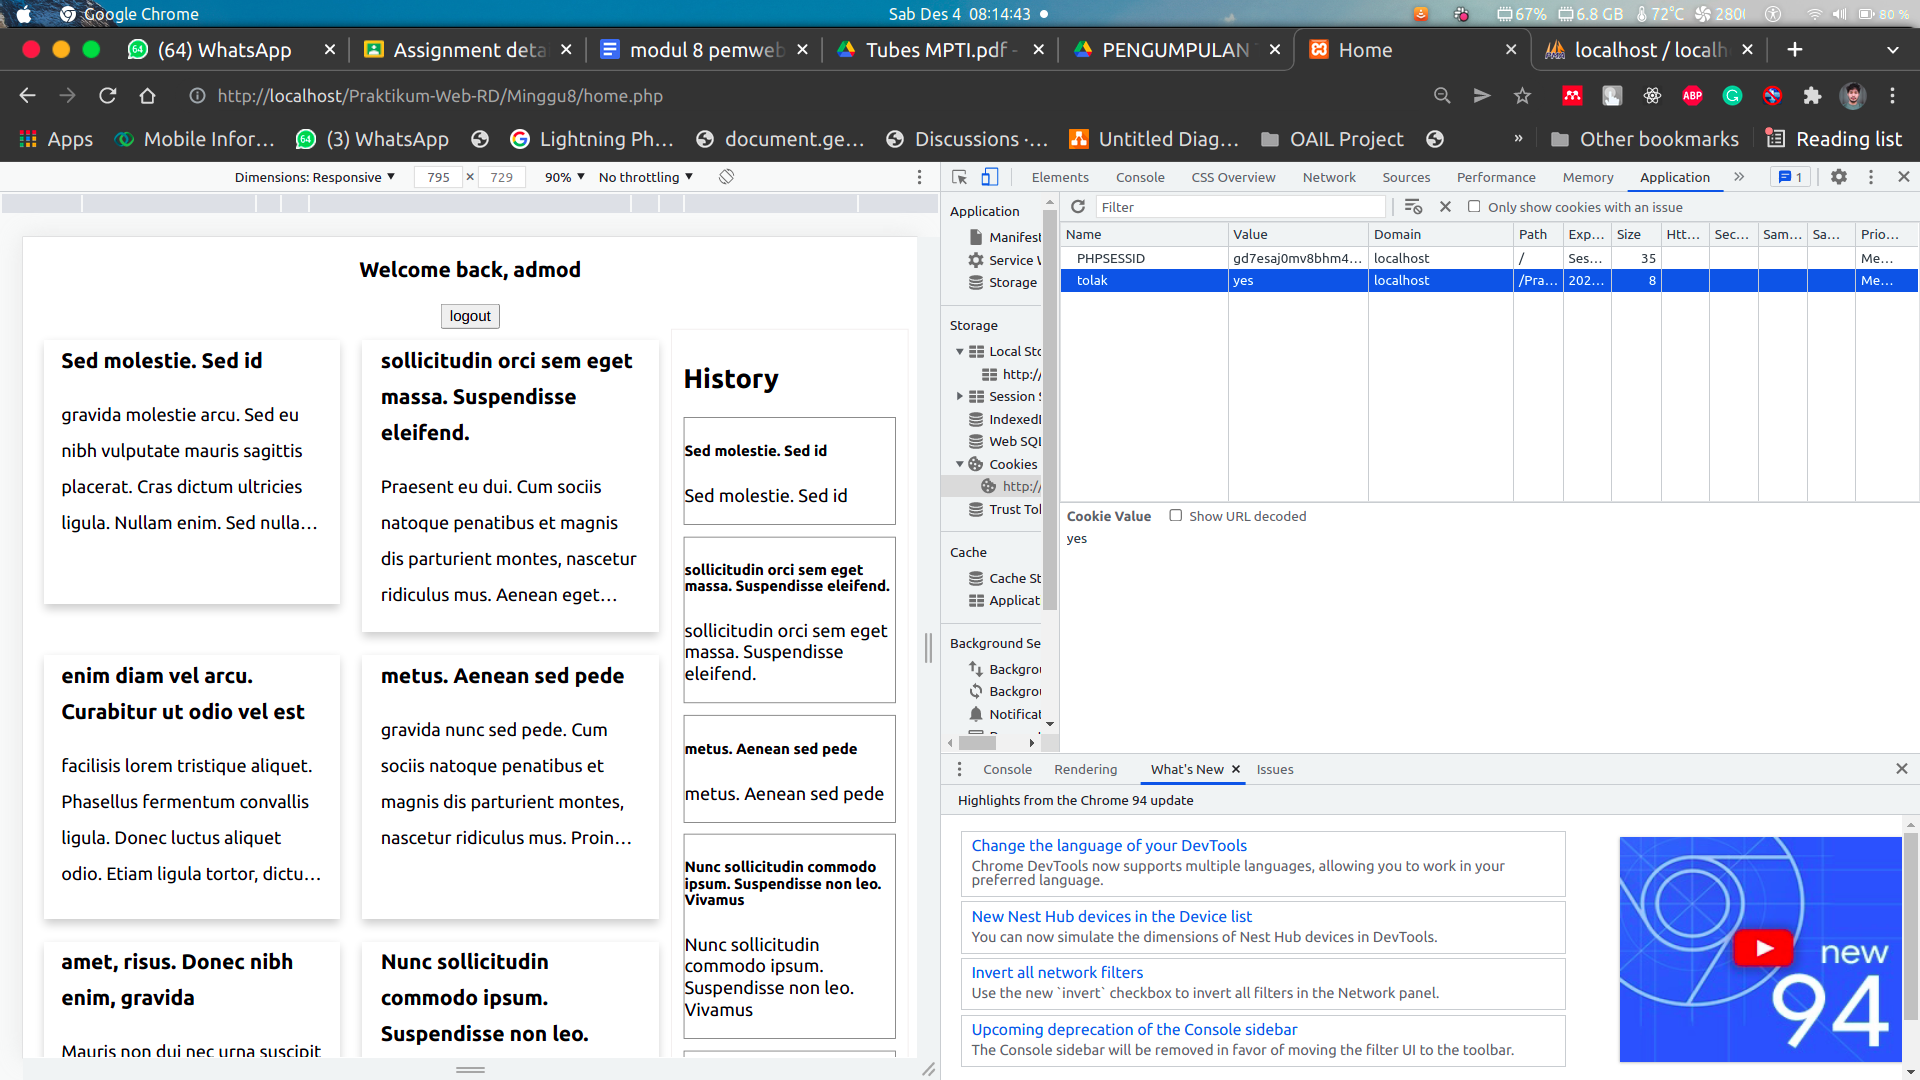 Google Chrome
Sab Des 4 08:14:43
67% 6.8 GB 72°C 80 %
(64) WhatsApp
Assignment deta
modul 8 pemweb
Tubes MPTI.pdf -
PENGUMPULAN
Home
localhost / localh
http://localhost/Praktikum-Web-RD/Minggu8/home.php
Apps
Mobile Infor...
(3) WhatsApp
Lightning Ph...
document.ge...
Discussions ·...
Untitled Diag...
OAIL Project
»
Other bookmarks
Reading list
Dimensions: Responsive ▼ 795 × 729 90% ▼ No throttling ▼
Welcome back, admod
logout
Sed molestie. Sed id
gravida molestie arcu. Sed eu
nibh vulputate mauris sagittis
placerat. Cras dictum ultricies
ligula. Nullam enim. Sed nulla...
sollicitudin orci sem eget
massa. Suspendisse
eleifend.
Praesent eu dui. Cum sociis
natoque penatibus et magnis
dis parturient montes, nascetur
ridiculus mus. Aenean eget...
enim diam vel arcu.
Curabitur ut odio vel est
facilisis lorem tristique aliquet.
Phasellus fermentum convallis
ligula. Donec luctus aliquet
odio. Etiam ligula tortor, dictu...
metus. Aenean sed pede
gravida nunc sed pede. Cum
sociis natoque penatibus et
magnis dis parturient montes,
nascetur ridiculus mus. Proin...
amet, risus. Donec nibh
enim, gravida
Mauris non dui nec urna suscipit
Nunc sollicitudin
commodo ipsum.
Suspendisse non leo.
History
Sed molestie. Sed id
Sed molestie. Sed id
sollicitudin orci sem eget
massa. Suspendisse eleifend.
sollicitudin orci sem eget
massa. Suspendisse
eleifend.
metus. Aenean sed pede
metus. Aenean sed pede
Nunc sollicitudin commodo
ipsum. Suspendisse non leo.
Vivamus
Nunc sollicitudin
commodo ipsum.
Suspendisse non leo.
Vivamus
Elements Console CSS Overview Network Sources Performance Memory Application » 1
Application
Manifest
Service
Storage
Storage
Local Sto
http://
Session S
IndexedI
Web SQL
Cookies
http://
Trust Tol
Cache
Cache St
Applicat
Background Se
Backgrou
Backgrou
Notificat
Filter
Only show cookies with an issue
Name Value Domain Path Exp... Size Htt... Sec... Sam... Sa... Prio...
PHPSESSID gd7esaj0mv8bhm4... localhost / Ses... 35 Me...
tolak yes localhost /Pra... 202... 8 Me...
Cookie Value Show URL decoded
yes
Console Rendering What's New Issues
Highlights from the Chrome 94 update
Change the language of your DevTools
Chrome DevTools now supports multiple languages, allowing you to work in your
preferred language.
New Nest Hub devices in the Device list
You can now simulate the dimensions of Nest Hub devices in DevTools.
Invert all network filters
Use the new `invert` checkbox to invert all filters in the Network panel.
Upcoming deprecation of the Console sidebar
The Console sidebar will be removed in favor of moving the filter UI to the toolbar.
new
94